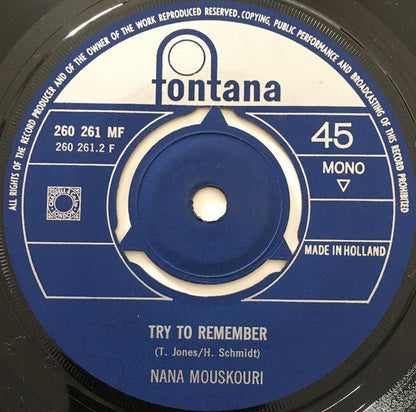 ALL RIGHTS OF THE RECORD PRODUCER AND OF THE OWNER OF THE WORK REPRODUCED RESERVED. COPYING, PUBLIC PERFORMANCE AND BROADCASTING OF THIS RECORD PROHIBITED
fontana
260 261 MF
260 261.2 F
45
MONO
MADE IN HOLLAND
TRY TO REMEMBER
(T. Jones/H. Schmidt)
NANA MOUSKOURI